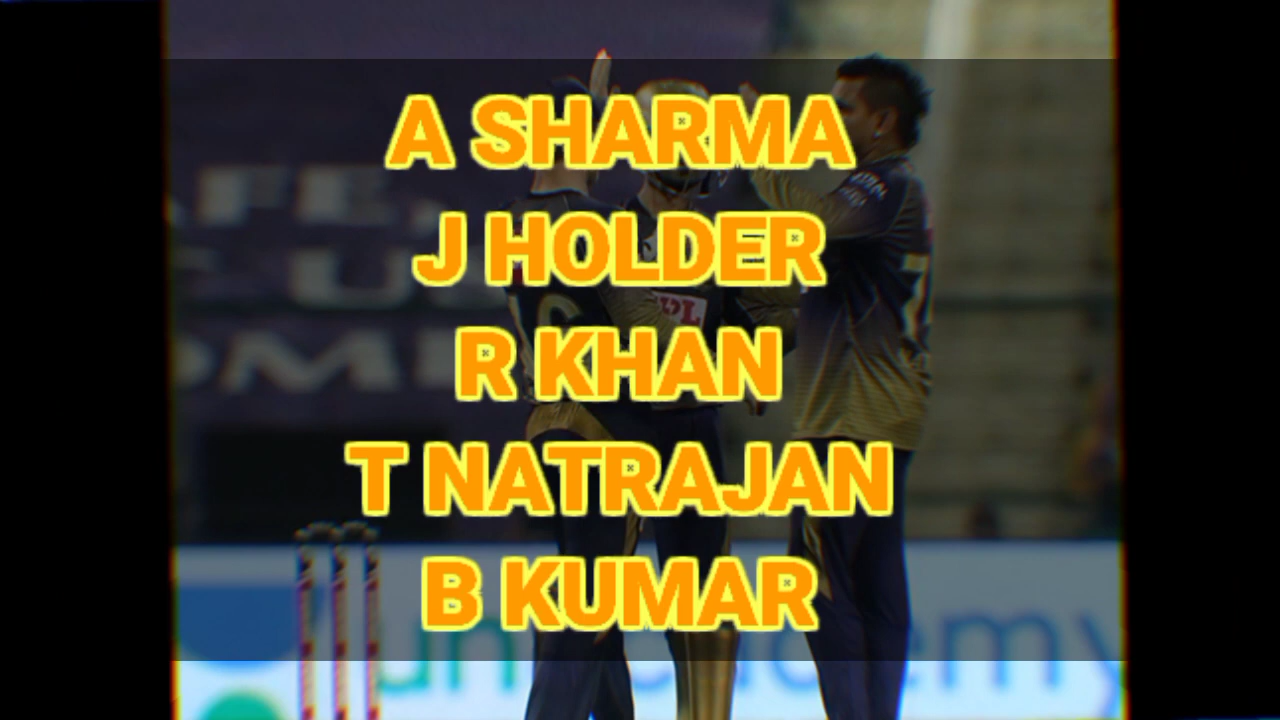 A SHARMA
J HOLDER
R KHAN
T NATRAJAN
B KUMAR